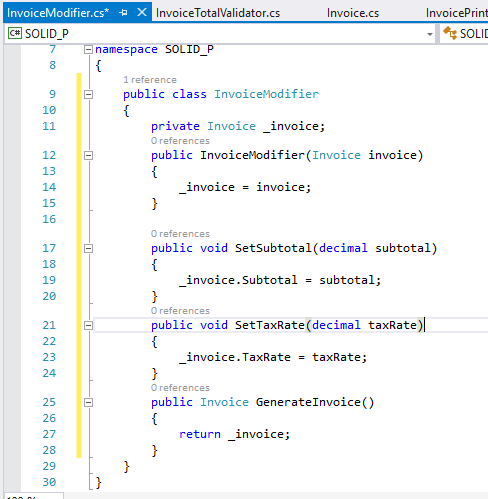 InvoiceModifier.cs* InvoiceTotalValidator.cs Invoice.cs InvoicePrint
C# SOLID_P SOLID
7 namespace SOLID_P
8 {
1 reference
9 public class InvoiceModifier
10 {
11 private Invoice _invoice;
0 references
12 public InvoiceModifier(Invoice invoice)
13 {
14 _invoice = invoice;
15 }
16
0 references
17 public void SetSubtotal(decimal subtotal)
18 {
19 _invoice.Subtotal = subtotal;
20 }
0 references
21 public void SetTaxRate(decimal taxRate)
22 {
23 _invoice.TaxRate = taxRate;
24 }
0 references
25 public Invoice GenerateInvoice()
26 {
27 return _invoice;
28 }
29 }
30 }